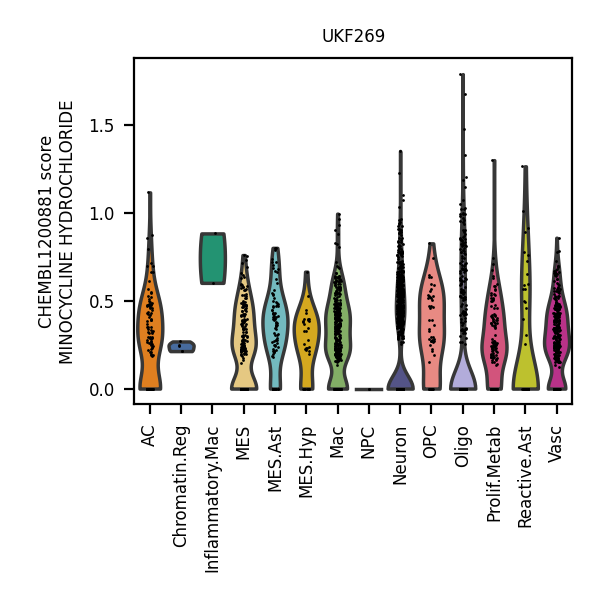 UKF269
CHEMBL1200881 score
MINOCYCLINE HYDROCHLORIDE
1.5
1.0
0.5
0.0
AC
Chromatin.Reg
Inflammatory.Mac
MES
MES.Ast
MES.Hyp
Mac
NPC
Neuron
OPC
Oligo
Prolif.Metab
Reactive.Ast
Vasc